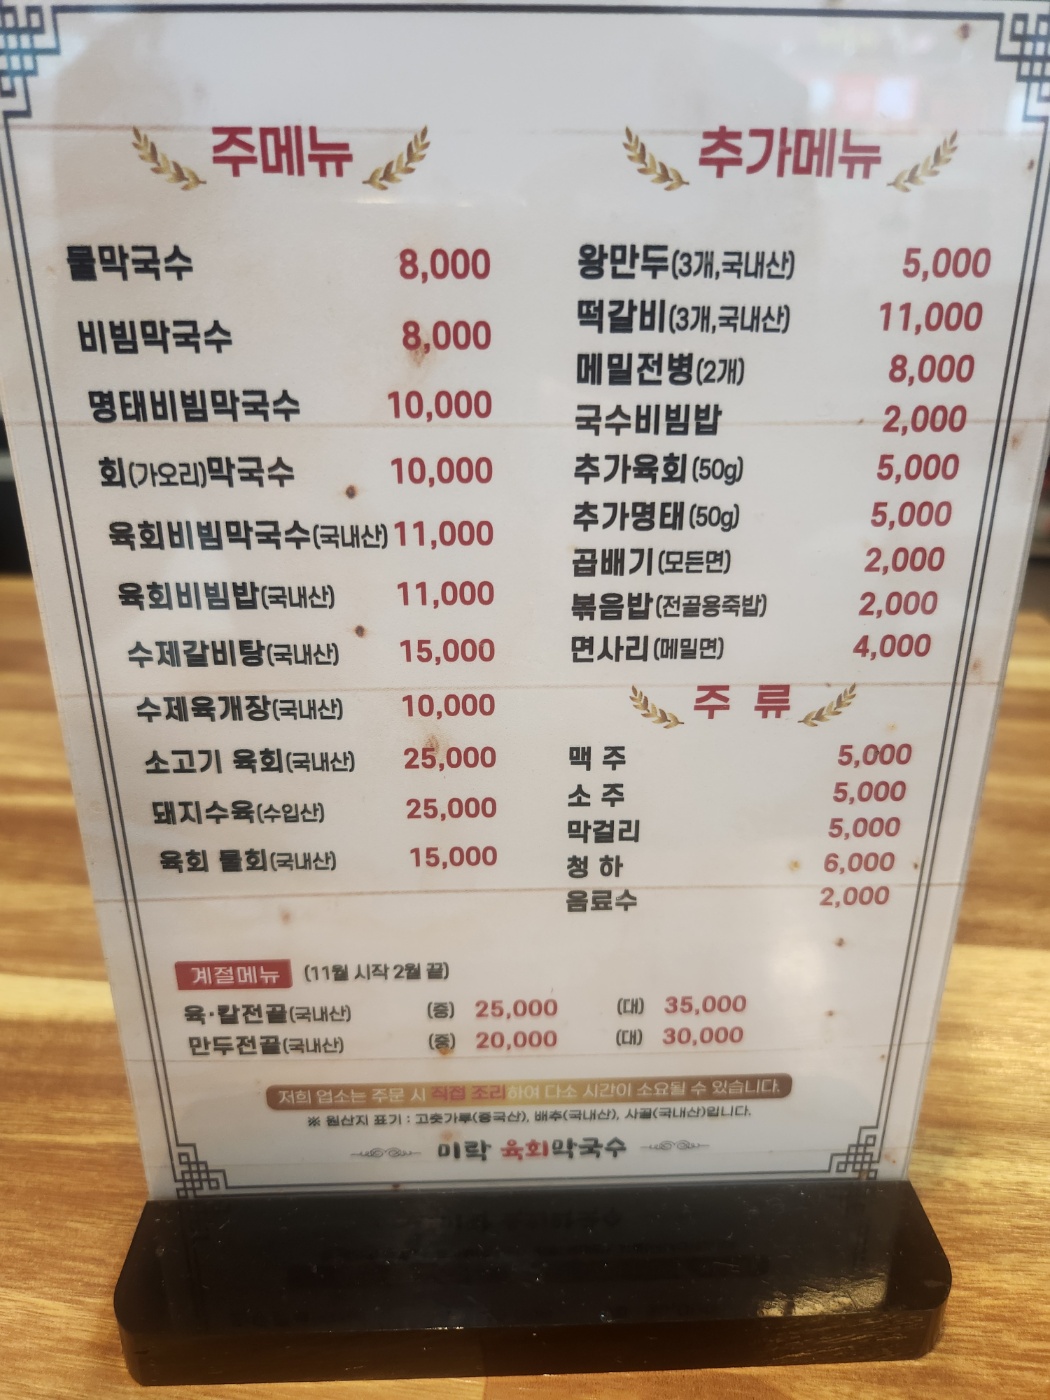 주메뉴
물막국수 8,000
비빔막국수 8,000
명태비빔막국수 10,000
회(가오리)막국수 10,000
육회비빔막국수(국내산) 11,000
육회비빔밥(국내산) 11,000
수제갈비탕(국내산) 15,000
수제육개장(국내산) 10,000
소고기 육회(국내산) 25,000
돼지수육(수입산) 25,000
육회 물회(국내산) 15,000
추가메뉴
왕만두(3개,국내산) 5,000
떡갈비(3개,국내산) 11,000
메밀전병(2개) 8,000
국수비빔밥 2,000
추가육회(50g) 5,000
추가명태(50g) 5,000
곱배기(모든면) 2,000
볶음밥(전골용죽밥) 2,000
면사리(메밀면) 4,000
주 류
맥 주 5,000
소 주 5,000
막걸리 5,000
청 하 6,000
음료수 2,000
계절메뉴 (11월 시작 2월 끝)
육·칼전골(국내산) (중) 25,000 (대) 35,000
만두전골(국내산) (중) 20,000 (대) 30,000
저희 업소는 주문 시 직접 조리하여 다소 시간이 소요될 수 있습니다.
※ 원산지 표기 : 고춧가루(중국산), 배추(국내산), 사골(국내산)입니다.
미락 육회막국수